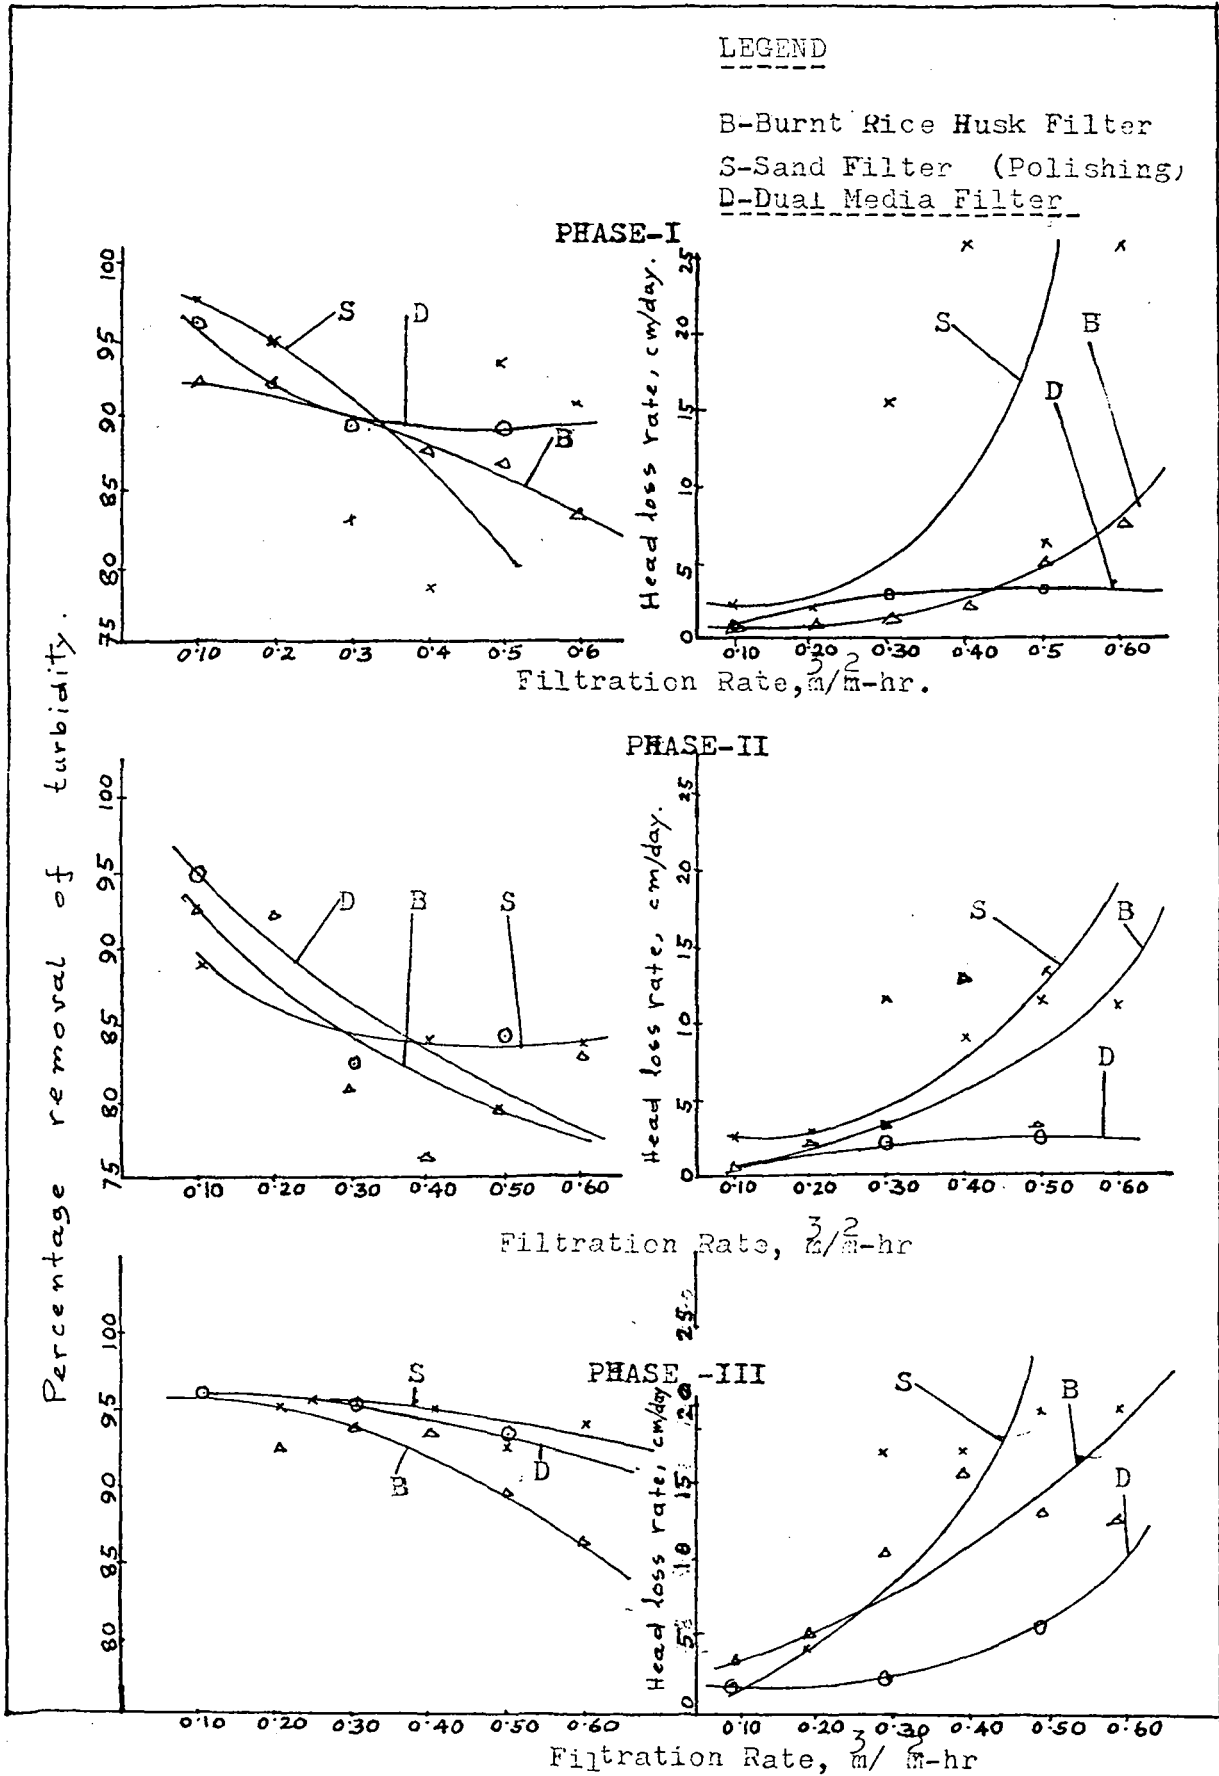 LEGEND
B-Burnt Rice Husk Filter
S-Sand Filter (Polishing)
D-Dual Media Filter
PHASE-I
Percentage removal of turbidity.
100
95
90
85
80
75
S
D
B
0.10 0.2 0.3 0.4 0.5 0.6
Head loss rate, cm/day.
25
20
15
10
5
0
S
B
D
0.10 0.20 0.30 0.40 0.5 0.60
Filtration Rate, m3/m2-hr.
PHASE-II
100
95
90
85
80
75
D B S
0.10 0.20 0.30 0.40 0.50 0.60
Head loss rate, cm/day.
25
20
15
10
5
0
S
B
D
0.10 0.20 0.30 0.40 0.50 0.60
Filtration Rate, m3/m2-hr
PHASE-III
100
95
90
85
80
S
B
D
0.10 0.20 0.30 0.40 0.50 0.60
Head loss rate, cm/day
25
20
15
10
5
0
S
B
D
0.10 0.20 0.30 0.40 0.50 0.60
Filtration Rate, m3/m2-hr